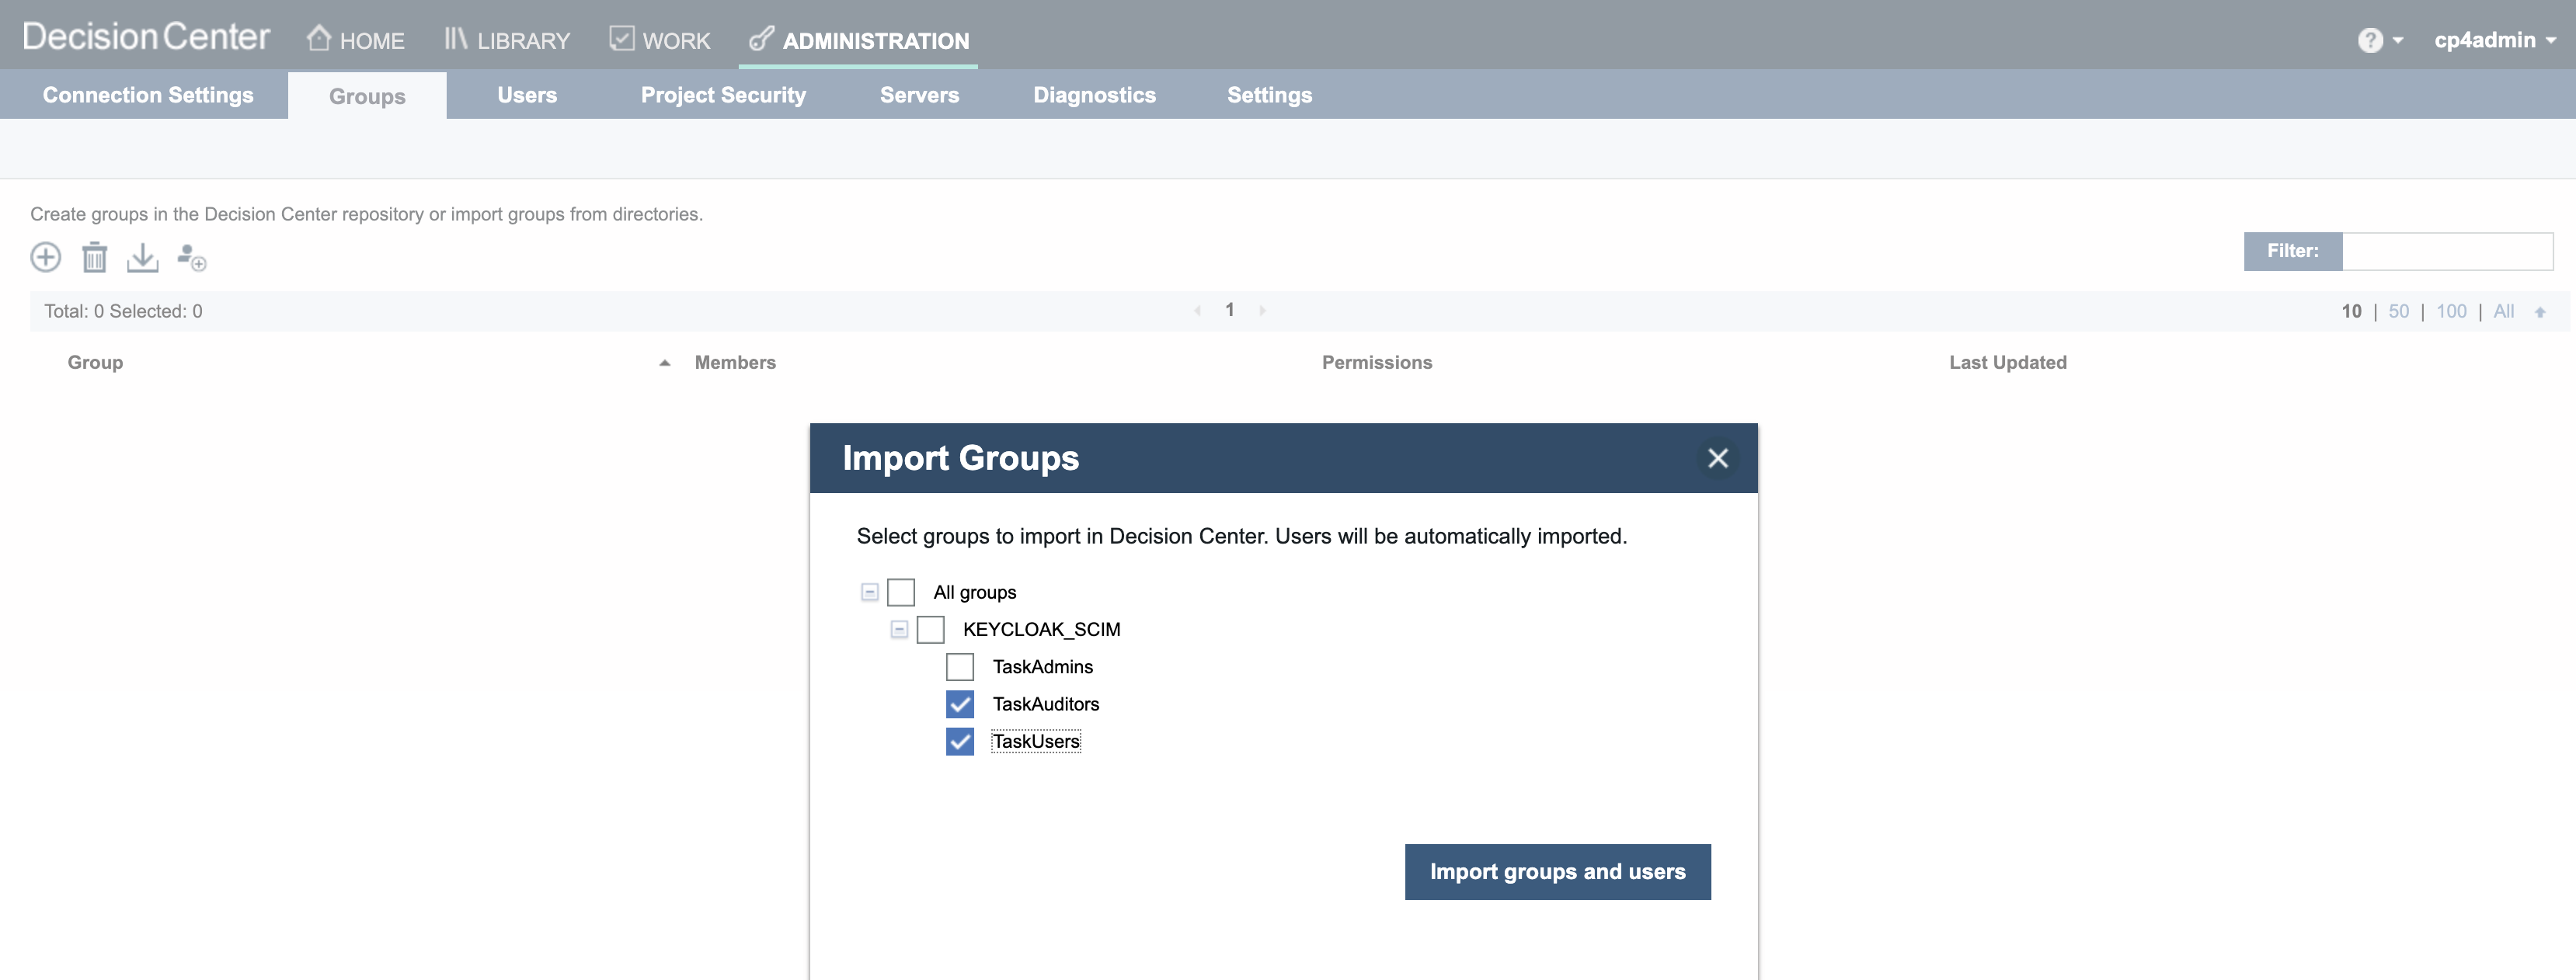 Decision Center HOME LIBRARY WORK ADMINISTRATION ? cp4admin
Connection Settings Groups Users Project Security Servers Diagnostics Settings
Create groups in the Decision Center repository or import groups from directories.
Filter:
Total: 0 Selected: 0 1 10 | 50 | 100 | All
Group Members Permissions Last Updated
Import Groups
Select groups to import in Decision Center. Users will be automatically imported.
All groups
KEYCLOAK_SCIM
TaskAdmins
TaskAuditors
TaskUsers
Import groups and users